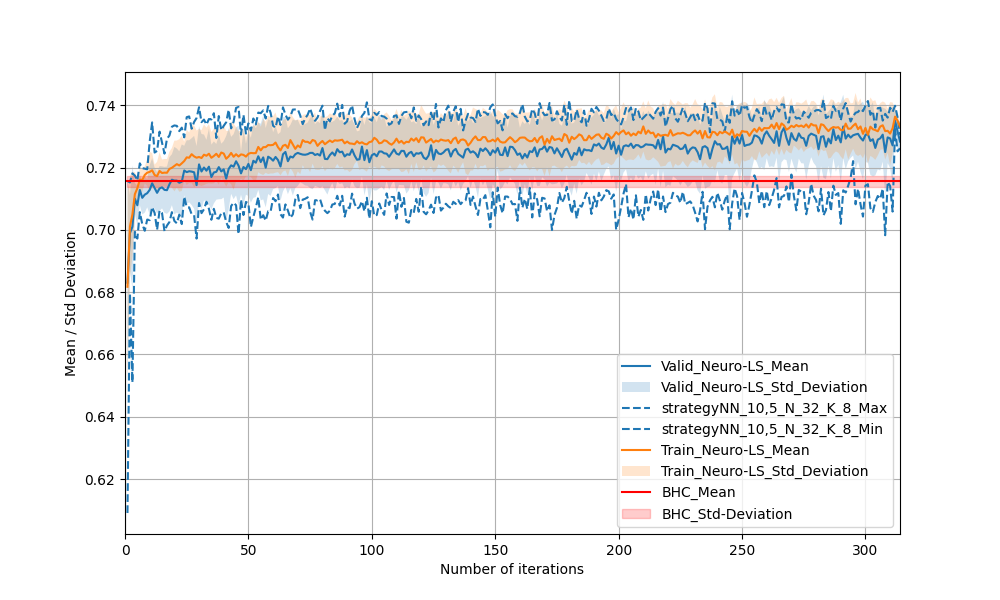 0.74
0.72
0.70
0.68
0.66
0.64
0.62
Mean / Std Deviation
0 50 100 150 200 250 300
Number of iterations
Valid_Neuro-LS_Mean
Valid_Neuro-LS_Std_Deviation
strategyNN_10,5_N_32_K_8_Max
strategyNN_10,5_N_32_K_8_Min
Train_Neuro-LS_Mean
Train_Neuro-LS_Std_Deviation
BHC_Mean
BHC_Std-Deviation